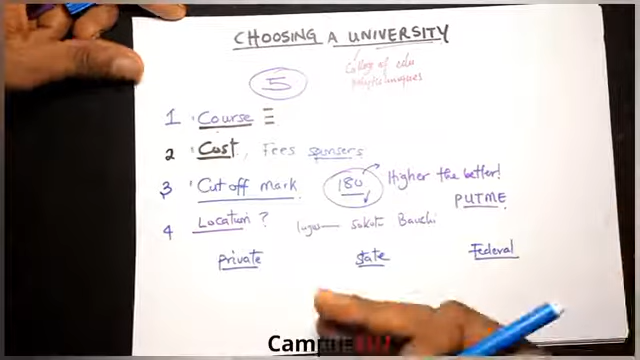 CHOOSING A UNIVERSITY
College of edu
polytechniques
5
1 Course
2 Cost, Fees sponsers
3 Cut off mark 180 Higher the better!
PUTME
4 Location? lagos — sokoto Bauchi
private state Federal
Campus